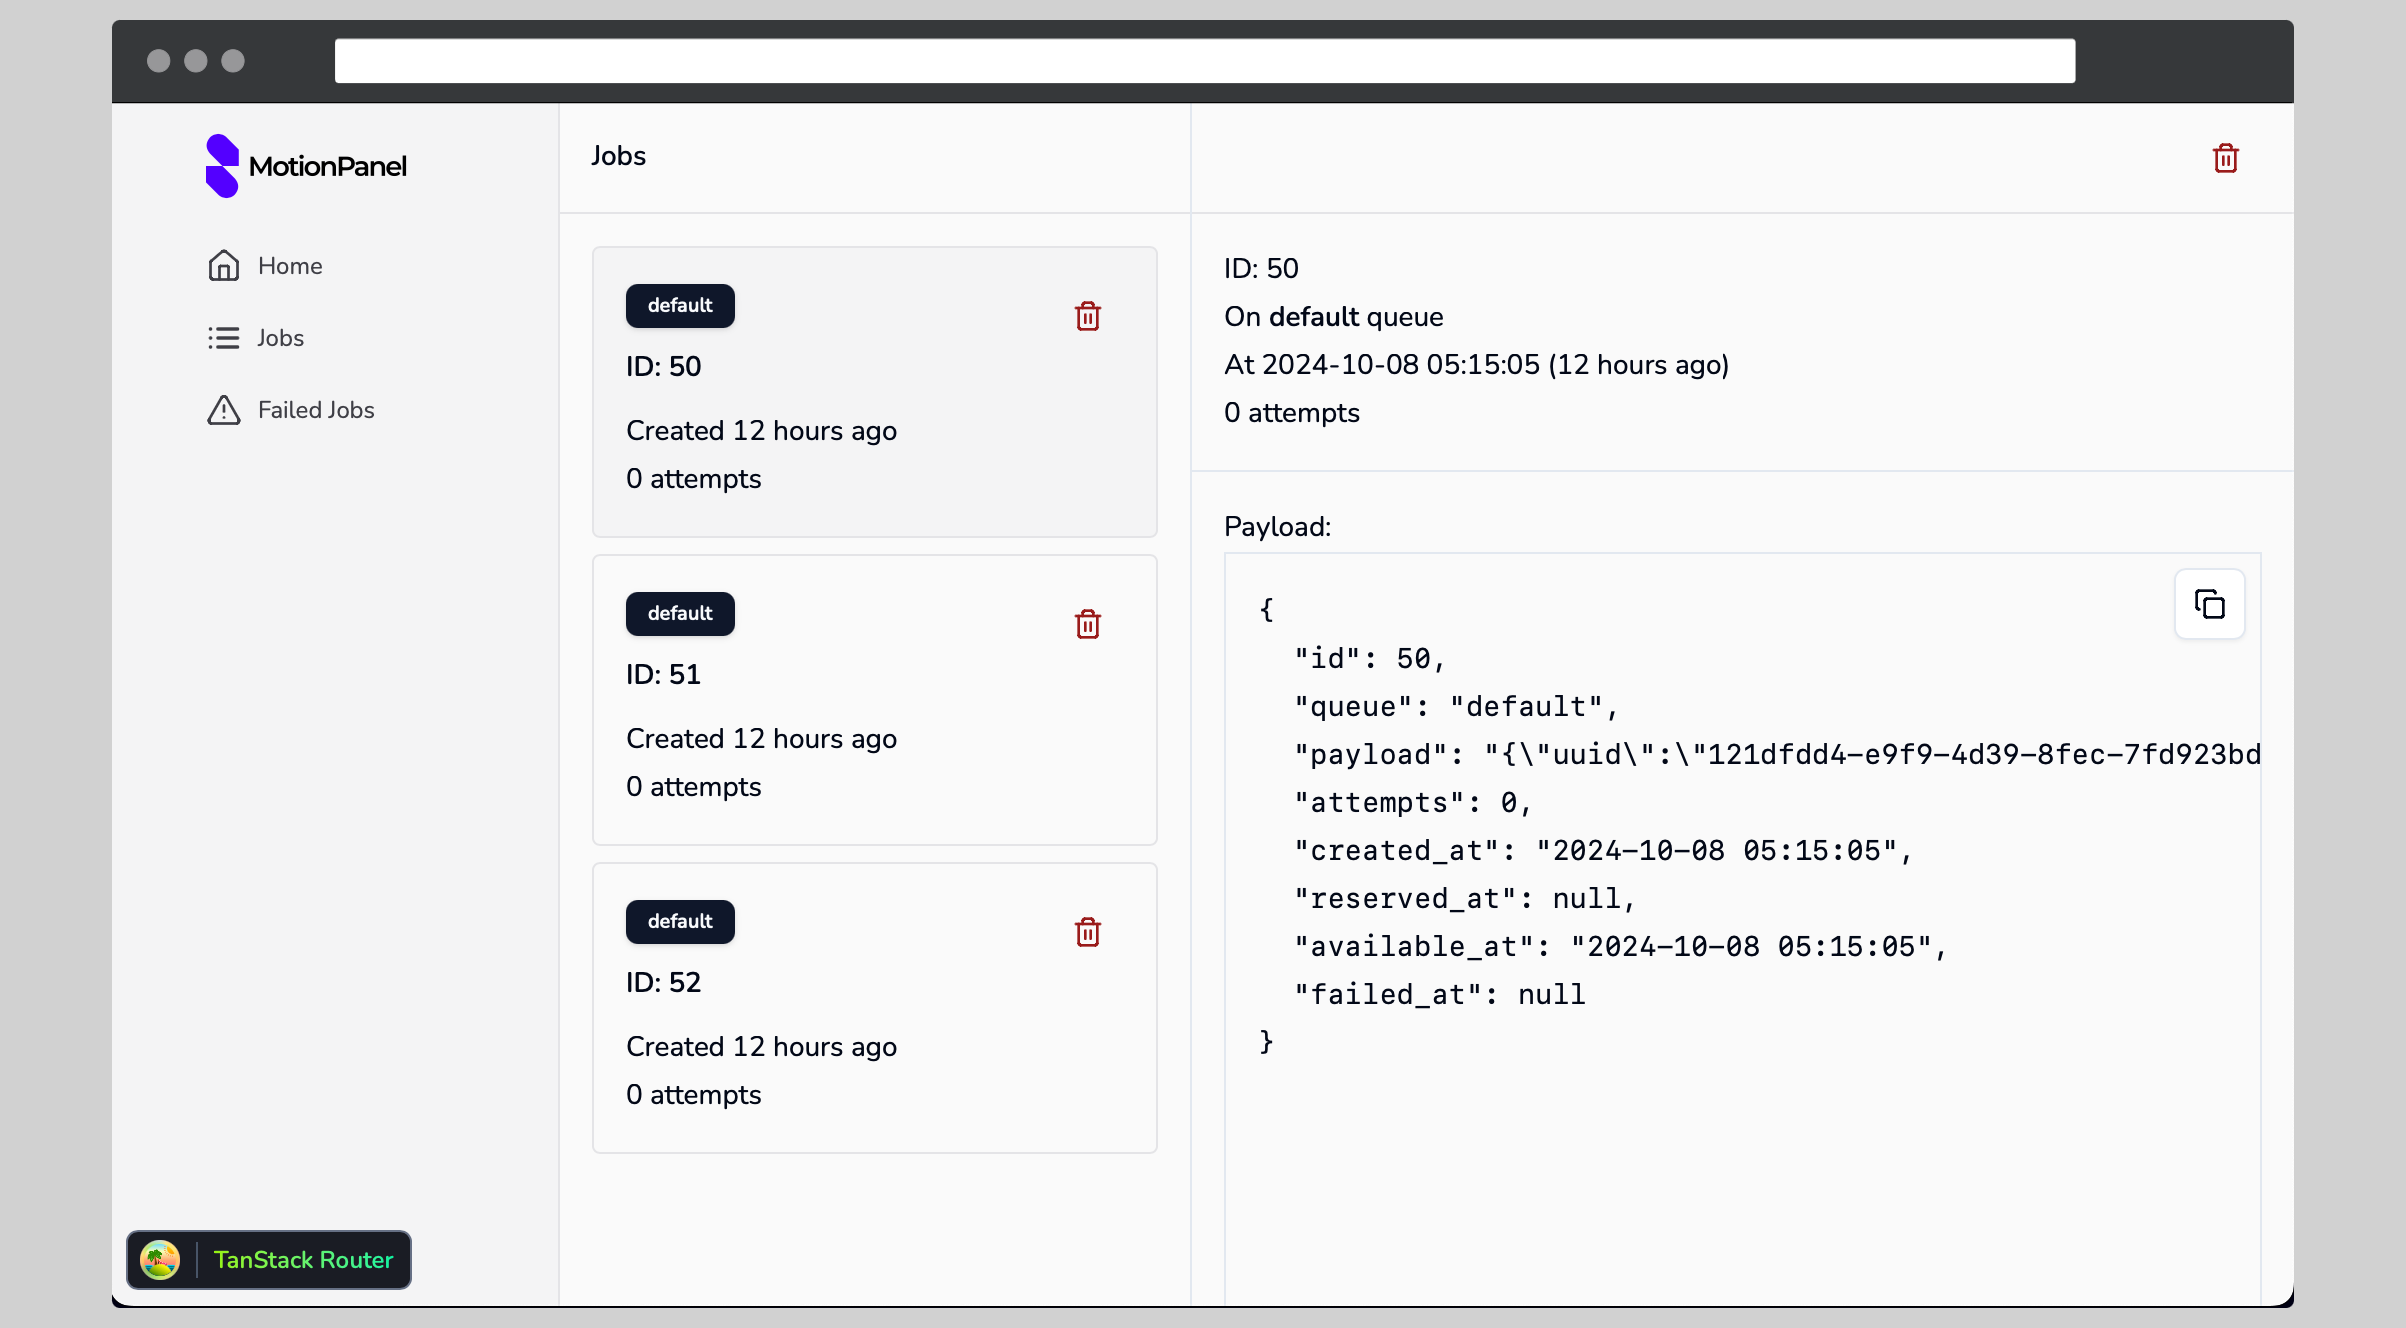 MotionPanel
Home
Jobs
Failed Jobs
TanStack Router
Jobs
default
ID: 50
Created 12 hours ago
0 attempts
default
ID: 51
Created 12 hours ago
0 attempts
default
ID: 52
Created 12 hours ago
0 attempts
ID: 50
On default queue
At 2024-10-08 05:15:05 (12 hours ago)
0 attempts
Payload:
{
  "id": 50,
  "queue": "default",
  "payload": "{\"uuid\":\"121dfdd4-e9f9-4d39-8fec-7fd923bd
  "attempts": 0,
  "created_at": "2024-10-08 05:15:05",
  "reserved_at": null,
  "available_at": "2024-10-08 05:15:05",
  "failed_at": null
}